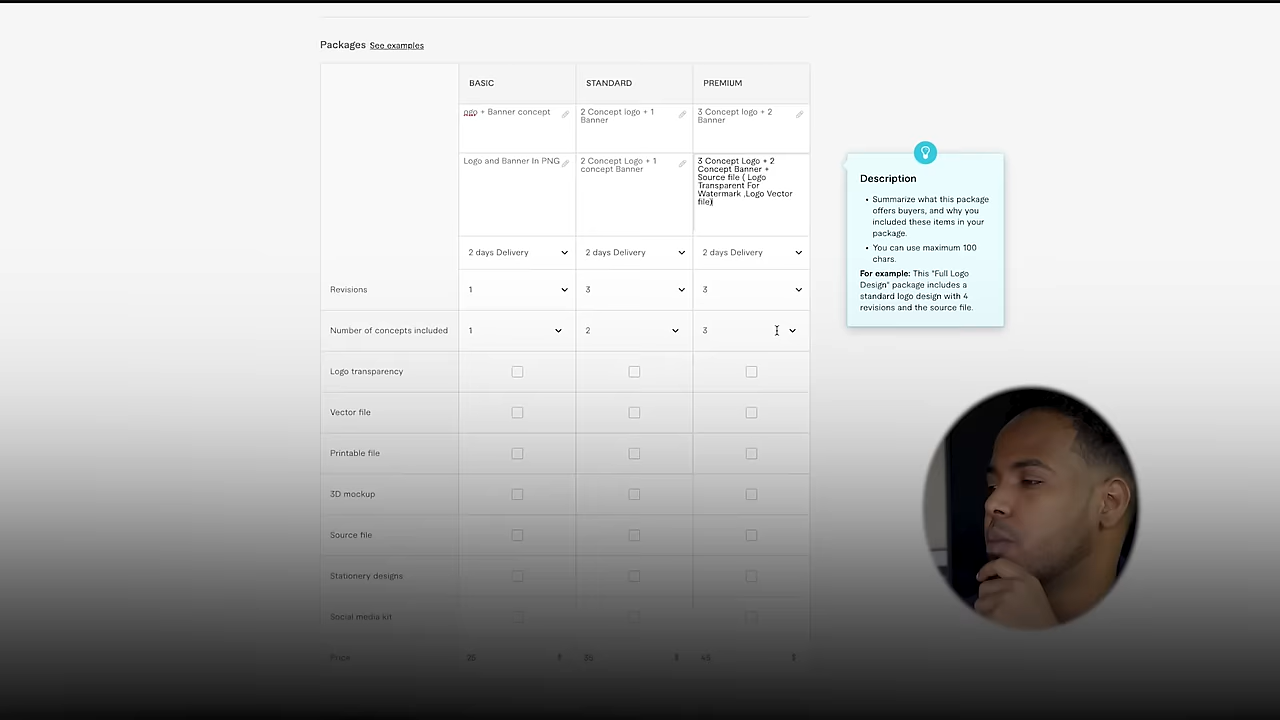 Packages See examples
BASIC STANDARD PREMIUM
ogo + Banner concept
2 Concept logo + 1
Banner
3 Concept logo + 2
Banner
Logo and Banner In PNG
2 Concept Logo + 1
concept Banner
3 Concept Logo + 2
Concept Banner +
Source file ( Logo
Transparent For
Watermark ,Logo Vector
file)
2 days Delivery 2 days Delivery 2 days Delivery
Revisions 1 3 3
Number of concepts included 1 2 3
Logo transparency
Vector file
Printable file
3D mockup
Source file
Stationery designs
Social media kit
Price 25 $ 35 $ 45 $
Description
• Summarize what this package
offers buyers, and why you
included these items in your
package.
• You can use maximum 100
chars.
For example: This "Full Logo
Design" package includes a
standard logo design with 4
revisions and the source file.